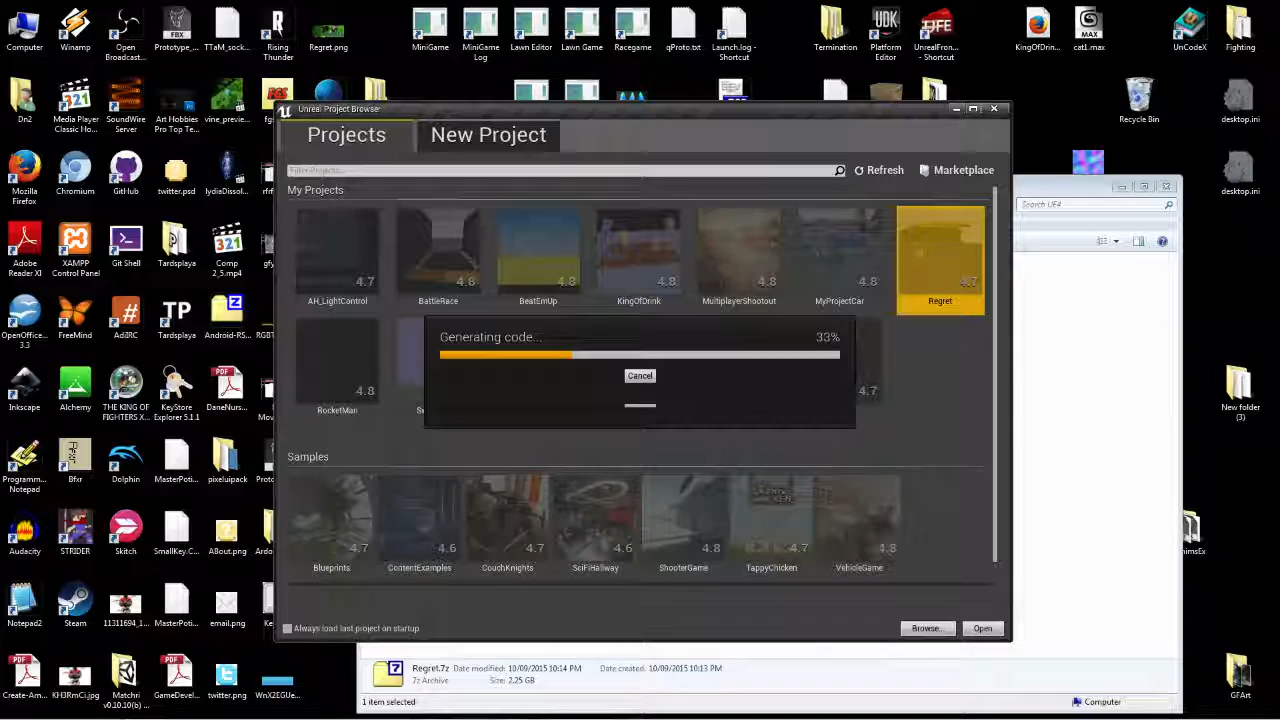 Computer
Winamp
Open Broadcast...
Prototype_...
TTaM_sock...
Rising Thunder
Regret.png
MiniGame
MiniGame Log
Lawn Editor
Lawn Game
Racegame
qProto.txt
Launch.log - Shortcut
Termination
Platform Editor
UnrealFron... - Shortcut
KingOfDrin...
cat1.max
UnCodeX
Fighting
Dn2
Media Player Classic Ho...
SoundWire Server
Art Hobbies Pro Top Te...
vine_previe...
Recycle Bin
desktop.ini
Unreal Project Browser
Projects
New Project
Filter Projects...
Refresh
Marketplace
My Projects
Mozilla Firefox
Chromium
GitHub
twitter.psd
lydiaDissol...
desktop.ini
Search UE4
4.7
4.8
4.8
4.8
4.8
4.8
4.7
AH_LightControl
BattleRace
BeatEmUp
KingOfDrink
MultiplayerShootout
MyProjectCar
Regret
Adobe Reader XI
XAMPP Control Panel
Git Shell
Tardsplaya
Comp 2_5.mp4
OpenOffice... 3.3
FreeMind
AdiIRC
Tardsplaya
Android-RS...
Generating code...
33%
Cancel
4.8
4.7
RocketMan
Inkscape
Alchemy
THE KING OF FIGHTERS X...
KeyStore Explorer 5.1.1
DaneNurs...
New folder (3)
Samples
Programm... Notepad
Bfxr
Dolphin
MasterPoti...
pixeluipack
4.7
4.6
4.7
4.6
4.8
4.7
4.8
Blueprints
ContentExamples
CouchKnights
SciFiHallway
ShooterGame
TappyChicken
VehicleGame
Audacity
STRIDER
Skitch
SmallKey.C...
ABout.png
Always load last project on startup
Browse...
Open
Notepad2
Steam
11311694_1...
MasterPoti...
email.png
Regret.7z
Date modified: 10/09/2015 10:14 PM
Date created: 10/09/2015 10:13 PM
7z Archive
Size: 2.25 GB
1 item selected
Computer
Create-Am...
KH3RmCi.jpg
Matchri v0.10.10(b) ...
GameDevel...
twitter.png
WnX2EGUe...
GFArt